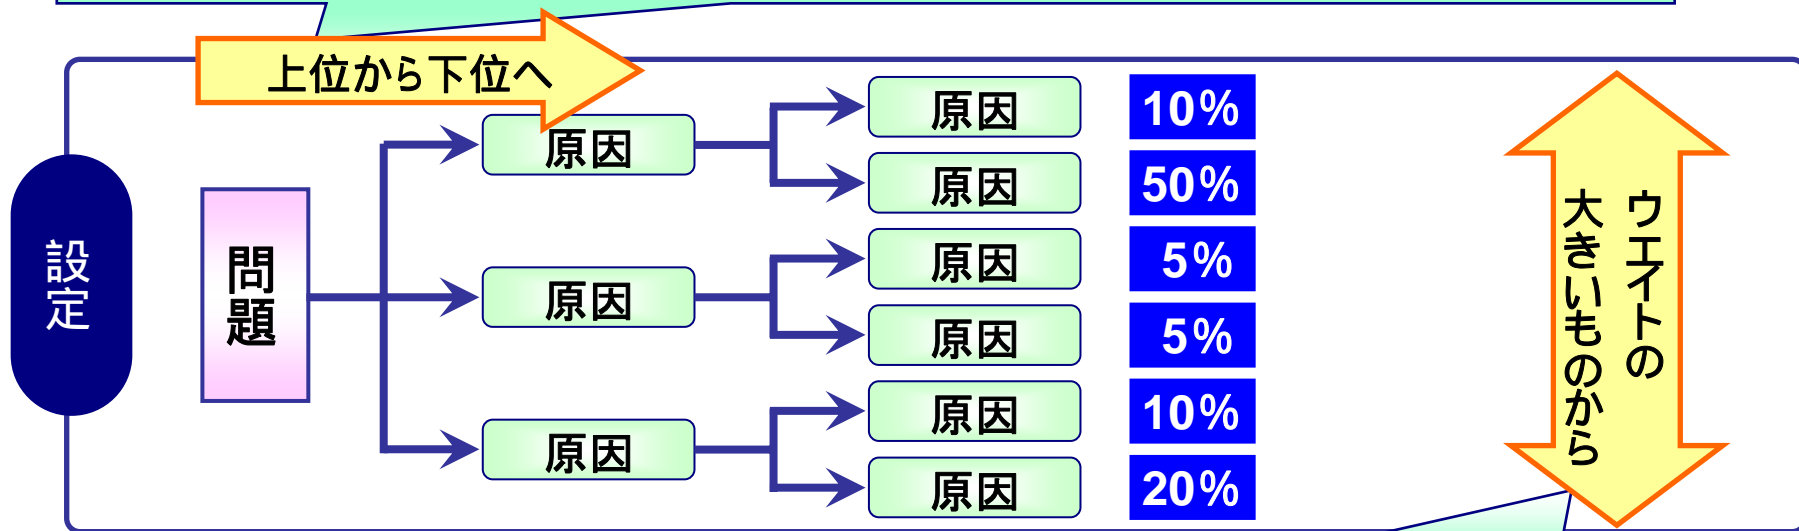 上位から下位へ
設定
問題
原因
原因
原因
原因
10%
原因
50%
原因
5%
原因
5%
原因
10%
原因
20%
ウエイトの
大きいものから